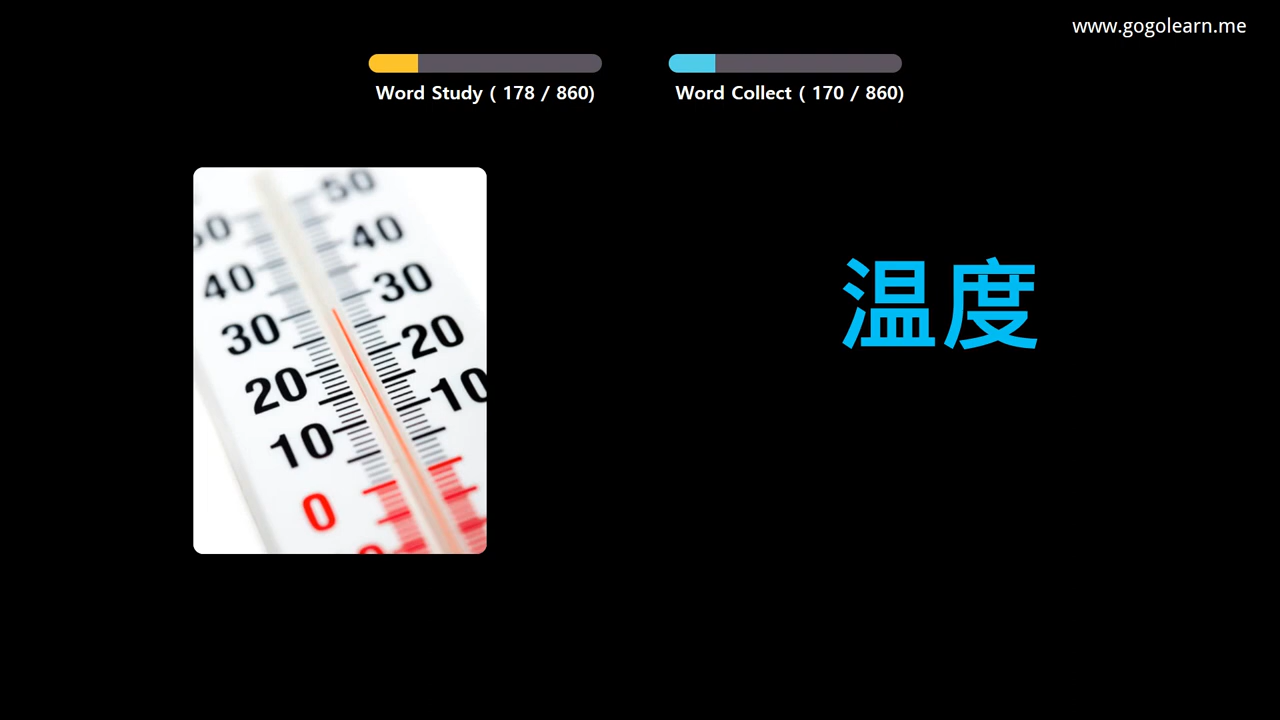 www.gogolearn.me
Word Study ( 178 / 860)
Word Collect ( 170 / 860)
50
50
40
40
30
30
20
20
10
10
0
温度